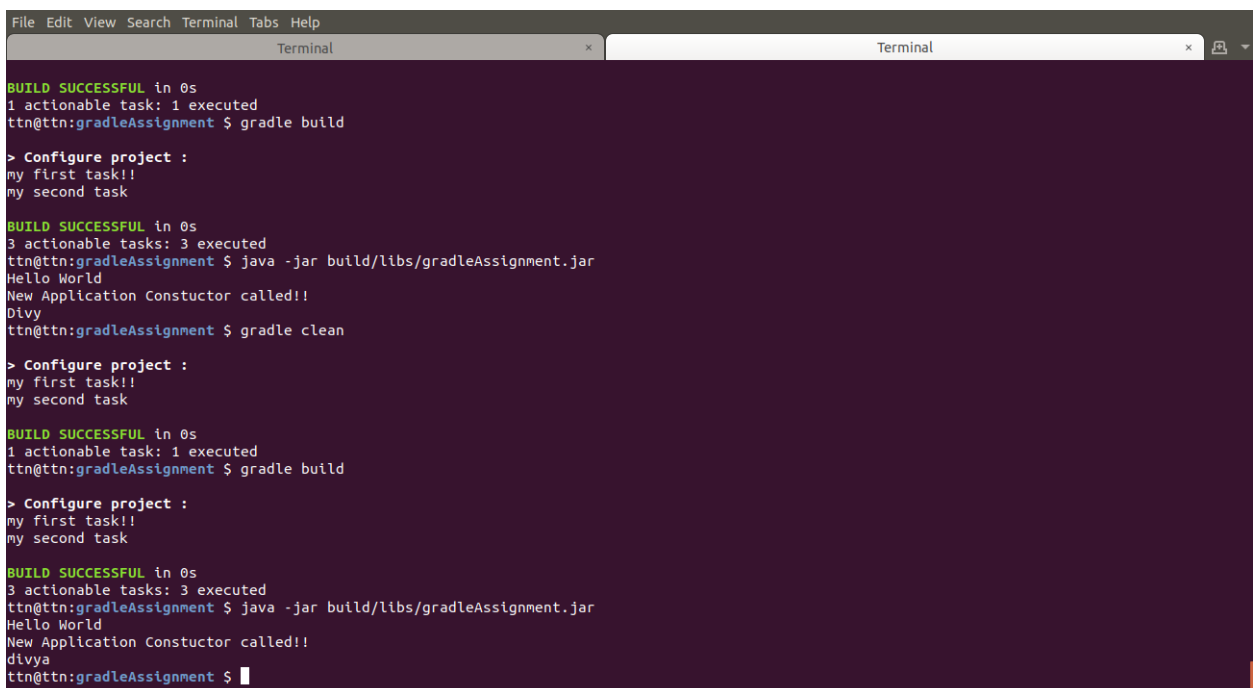 File Edit View Search Terminal Tabs Help
Terminal × Terminal ×
BUILD SUCCESSFUL in 0s
1 actionable task: 1 executed
ttn@ttn:gradleAssignment $ gradle build
> Configure project :
my first task!!
my second task
BUILD SUCCESSFUL in 0s
3 actionable tasks: 3 executed
ttn@ttn:gradleAssignment $ java -jar build/libs/gradleAssignment.jar
Hello World
New Application Constuctor called!!
Divy
ttn@ttn:gradleAssignment $ gradle clean
> Configure project :
my first task!!
my second task
BUILD SUCCESSFUL in 0s
1 actionable task: 1 executed
ttn@ttn:gradleAssignment $ gradle build
> Configure project :
my first task!!
my second task
BUILD SUCCESSFUL in 0s
3 actionable tasks: 3 executed
ttn@ttn:gradleAssignment $ java -jar build/libs/gradleAssignment.jar
Hello World
New Application Constuctor called!!
divya
ttn@ttn:gradleAssignment $